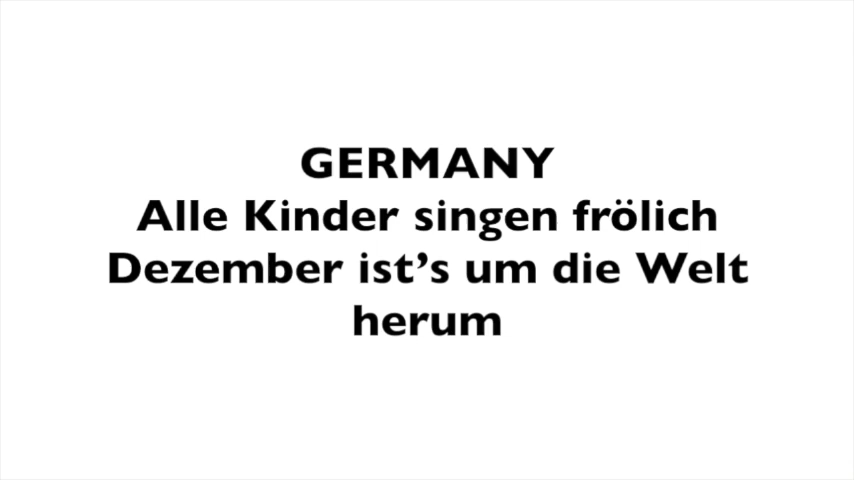 GERMANY
Alle Kinder singen frölich
Dezember ist’s um die Welt
herum